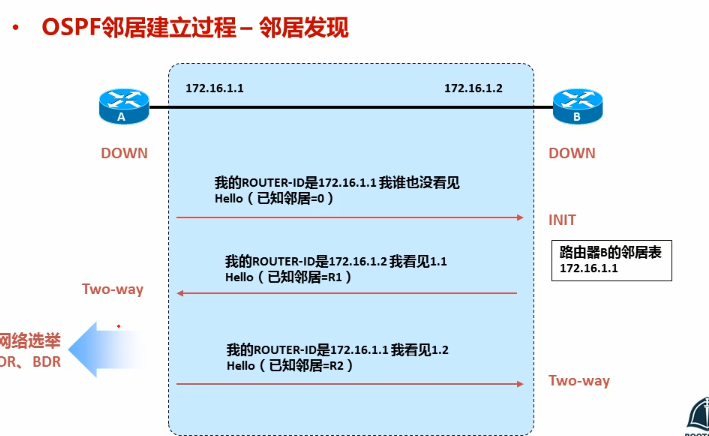 • OSPF邻居建立过程 – 邻居发现
172.16.1.1
172.16.1.2
A
B
DOWN
DOWN
我的ROUTER-ID是172.16.1.1 我谁也没看见
Hello（已知邻居=0）
INIT
路由器B的邻居表
172.16.1.1
我的ROUTER-ID是172.16.1.2 我看见1.1
Hello（已知邻居=R1）
Two-way
网络选举
DR、BDR
我的ROUTER-ID是172.16.1.1 我看见1.2
Hello（已知邻居=R2）
Two-way